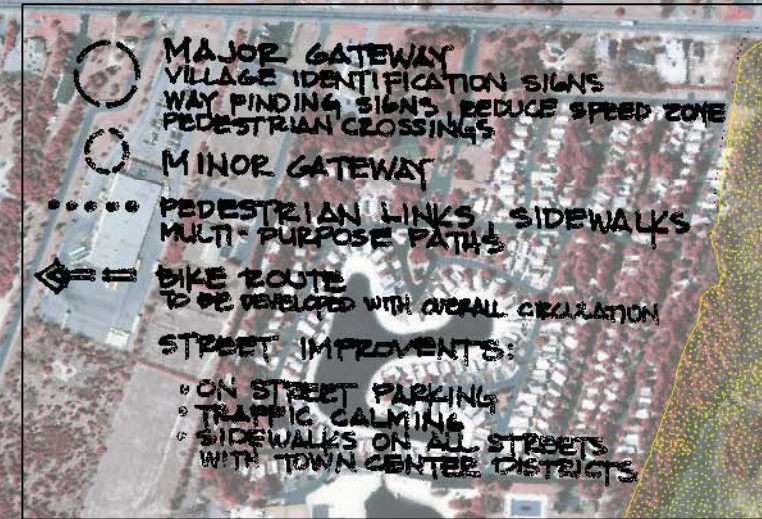 MAJOR GATEWAY
VILLAGE IDENTIFICATION SIGNS
WAY FINDING SIGNS, REDUCE SPEED ZONE
PEDESTRIAN CROSSINGS
MINOR GATEWAY
PEDESTRIAN LINKS, SIDEWALKS
MULTI-PURPOSE PATHS
BIKE ROUTE
TO BE DEVELOPED WITH OVERALL CIRCULATION
STREET IMPROVENTS:
• ON STREET PARKING
• TRAFFIC CALMING
• SIDEWALKS ON ALL STREETS
WITH TOWN CENTER DISTRICTS